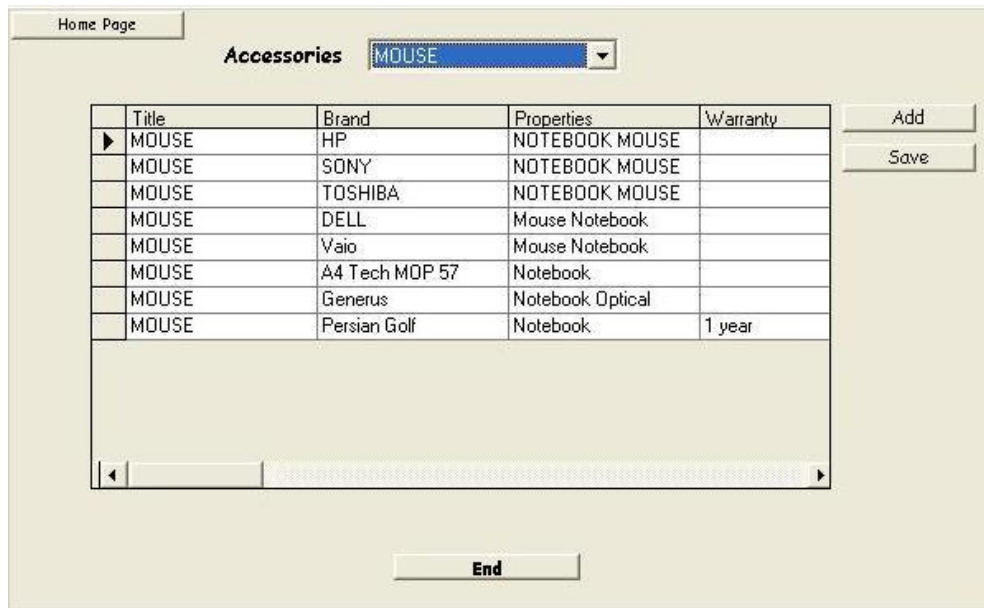 Home Page
Accessories MOUSE
Title Brand Properties Warranty Add
MOUSE HP NOTEBOOK MOUSE
MOUSE SONY NOTEBOOK MOUSE Save
MOUSE TOSHIBA NOTEBOOK MOUSE
MOUSE DELL Mouse Notebook
MOUSE Vaio Mouse Notebook
MOUSE A4 Tech MOP 57 Notebook
MOUSE Generus Notebook Optical
MOUSE Persian Golf Notebook 1 year
End